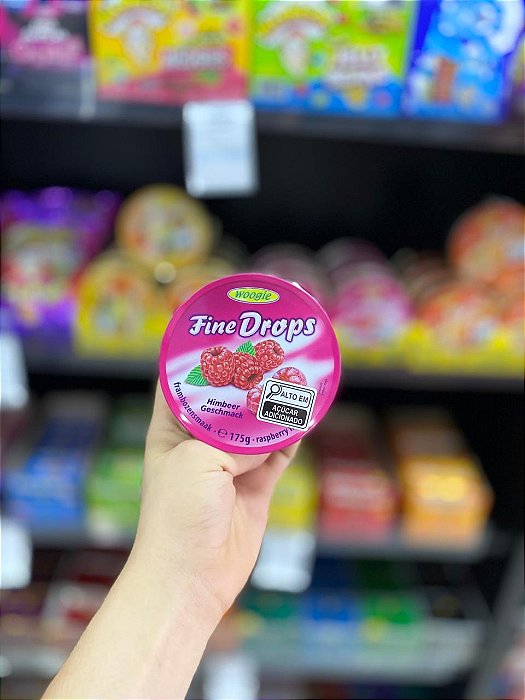 woogie
Fine Drops
Himbeer
Geschmack
ALTO EM
AÇÚCAR
ADICIONADO
frambozensmaak · ℮ 175g · raspberry